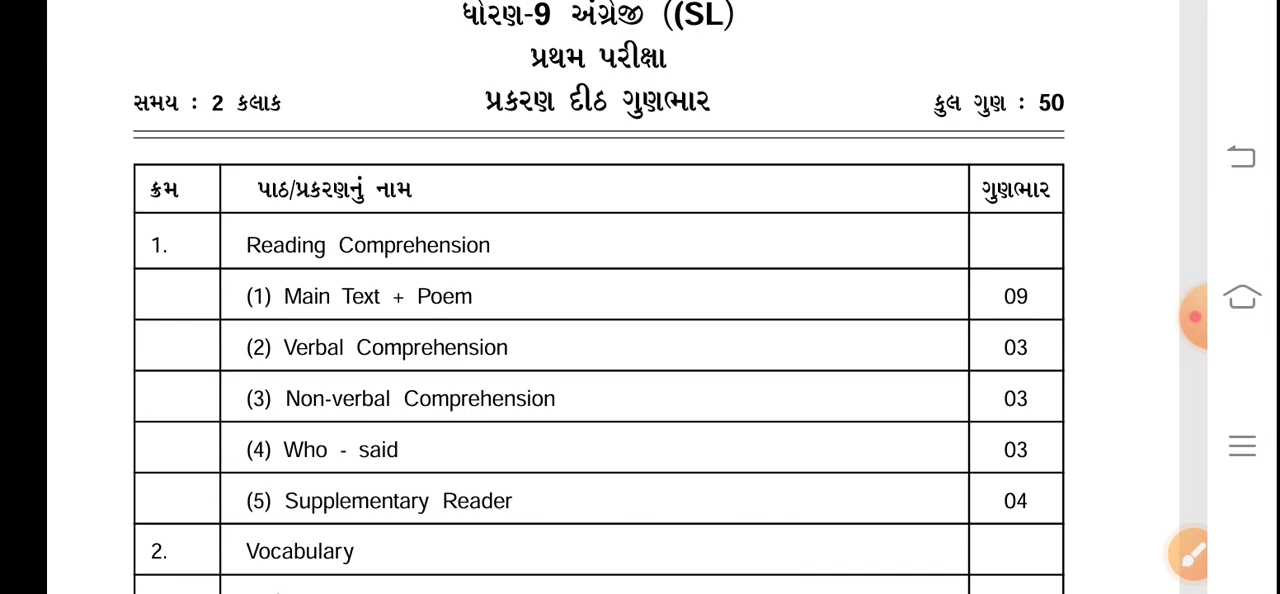 ધોરણ-9 અંગ્રેજી ((SL)
પ્રથમ પરીક્ષા
સમય : 2 કલાક પ્રકરણ દીઠ ગુણભાર કુલ ગુણ : 50
ક્રમ પાઠ/પ્રકરણનું નામ ગુણભાર
1. Reading Comprehension
(1) Main Text + Poem 09
(2) Verbal Comprehension 03
(3) Non-verbal Comprehension 03
(4) Who - said 03
(5) Supplementary Reader 04
2. Vocabulary